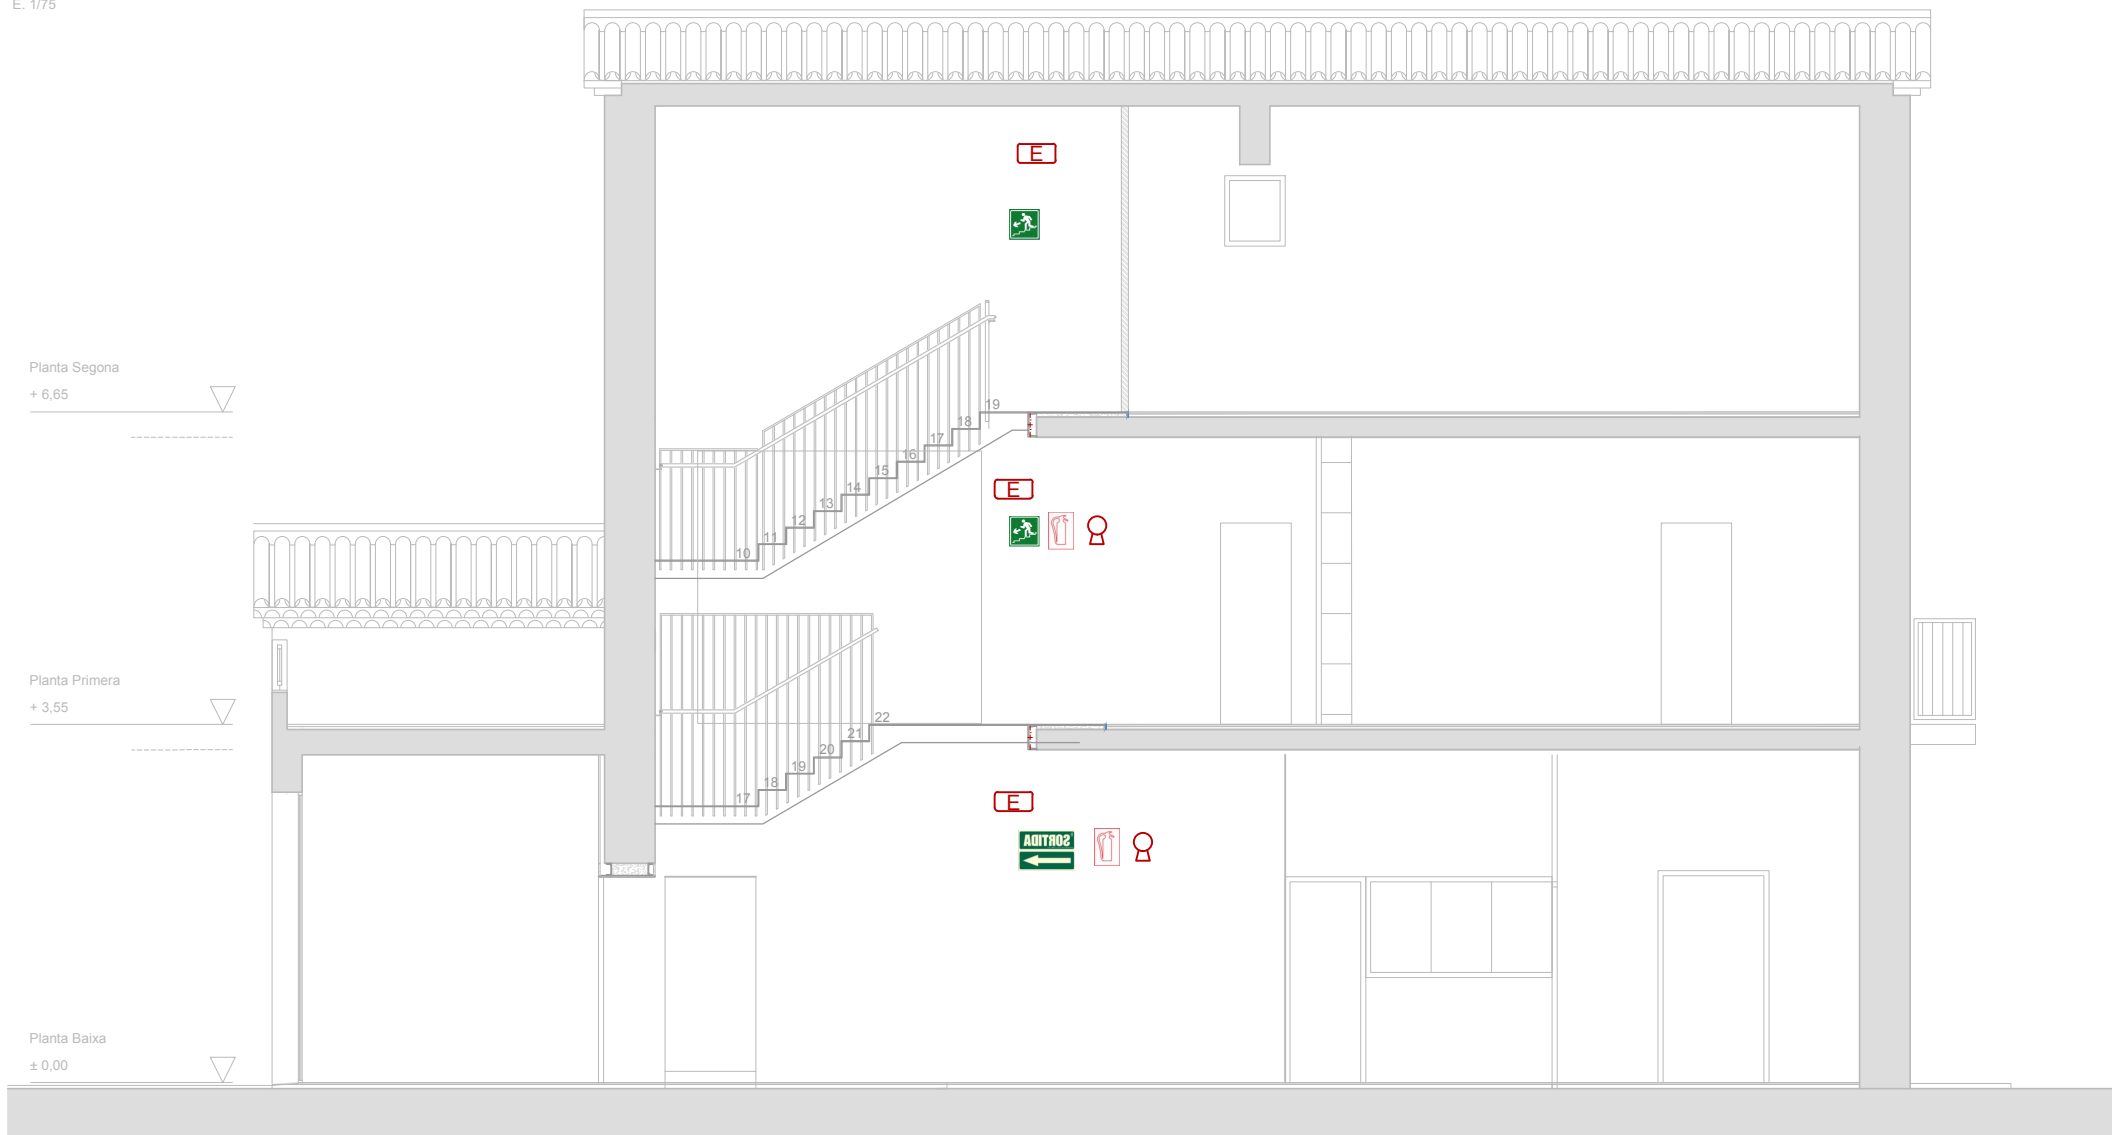 E. 1/75
E
Planta Segona
+ 6,65
19
18
17
16
15
14
13
12
11
10
E
Planta Primera
+ 3,55
22
21
20
19
18
17
E
SORTIDA
Planta Baixa
± 0,00